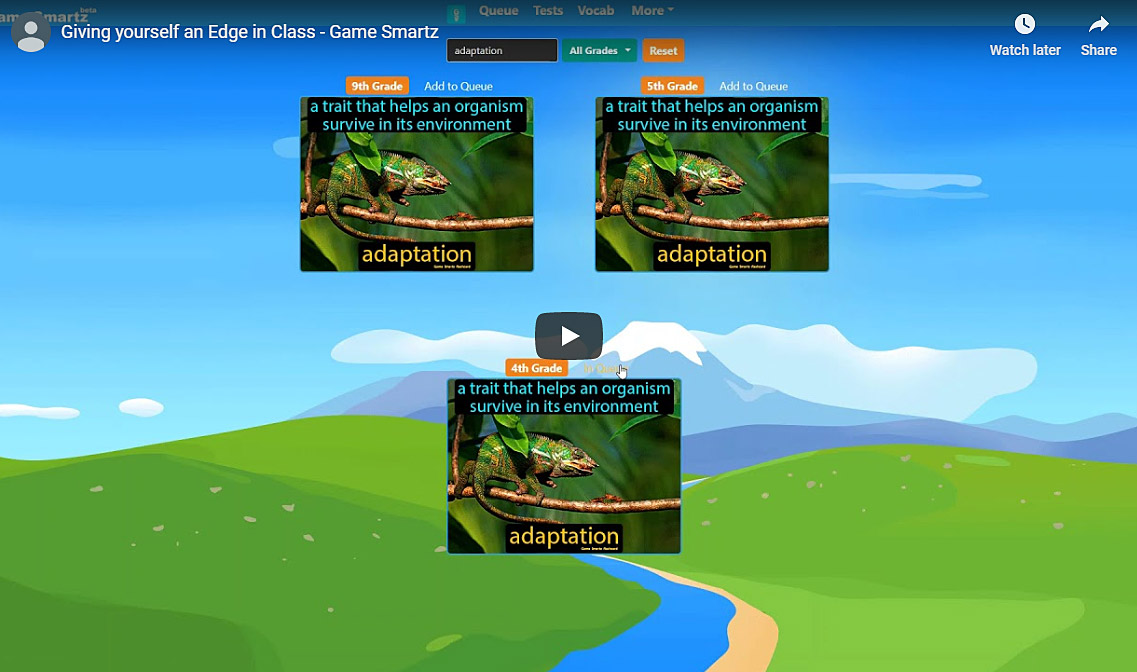 ameSmartz beta
Queue Tests Vocab More
Giving yourself an Edge in Class - Game Smartz
Watch later
Share
adaptation All Grades Reset
9th Grade Add to Queue
a trait that helps an organism
survive in its environment
adaptation
Game Smartz Flashcard
5th Grade Add to Queue
a trait that helps an organism
survive in its environment
adaptation
Game Smartz Flashcard
4th Grade
a trait that helps an organism
survive in its environment
adaptation
Game Smartz Flashcard